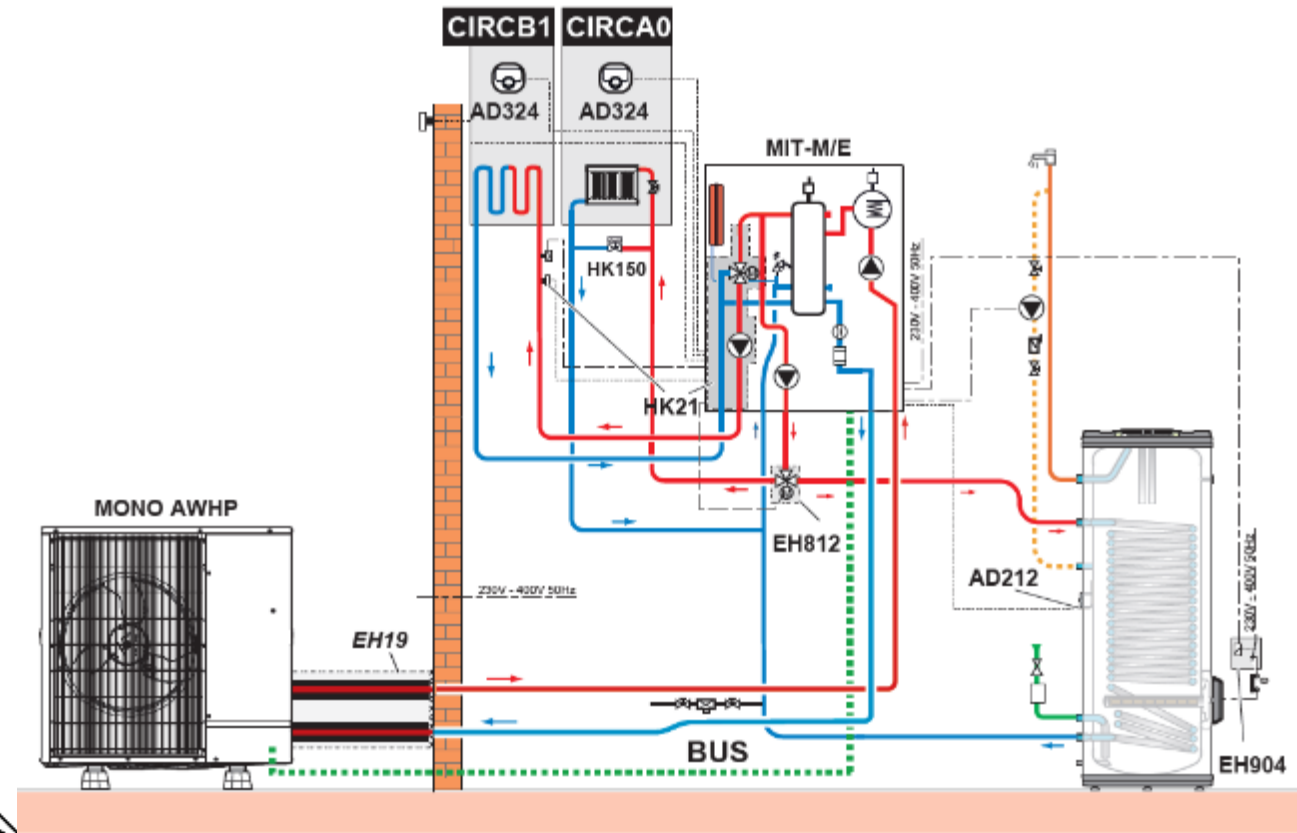 CIRCB1 CIRCA0
AD324 AD324
MIT-M/E
HK150
230V - 400V 50Hz
HK21
MONO AWHP
EH812
AD212
230V - 400V 50Hz
230V - 400V 50Hz
EH19
BUS
EH904